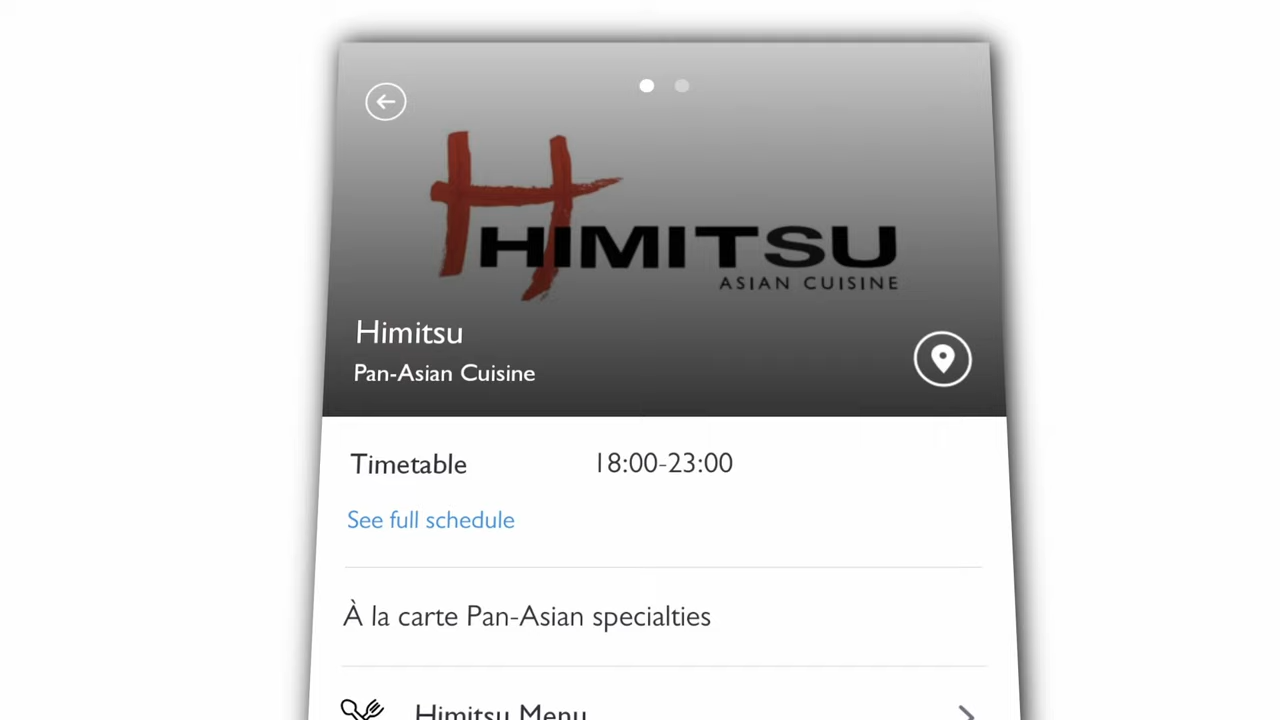 HIMITSU
ASIAN CUISINE
Himitsu
Pan-Asian Cuisine
Timetable 18:00-23:00
See full schedule
À la carte Pan-Asian specialties
Himitsu Menu